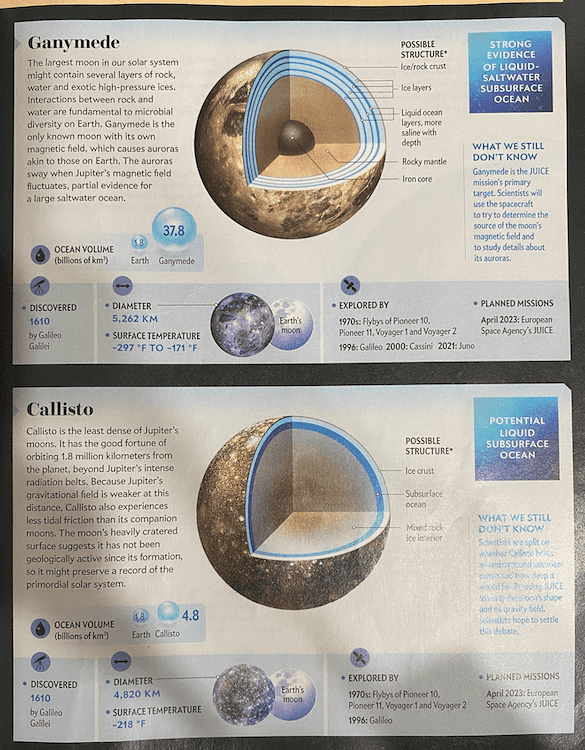 Ganymede
The largest moon in our solar system
might contain several layers of rock,
water and exotic high-pressure ices.
Interactions between rock and
water are fundamental to microbial
diversity on Earth. Ganymede is the
only known moon with its own
magnetic field, which causes auroras
akin to those on Earth. The auroras
sway when Jupiter's magnetic field
fluctuates, partial evidence for
a large saltwater ocean.
POSSIBLE
STRUCTURE*
Ice/rock crust
Ice layers
Liquid ocean
layers, more
saline with
depth
Rocky mantle
Iron core
STRONG
EVIDENCE
OF LIQUID-
SALTWATER
SUBSURFACE
OCEAN
WHAT WE STILL
DON'T KNOW
Ganymede is the JUICE
mission's primary
target. Scientists will
use the spacecraft
to try to determine the
source of the moon's
magnetic field and
to study details about
its auroras.
OCEAN VOLUME
(billions of km³)
1.8
Earth
37.8
Ganymede
DISCOVERED
1610
by Galileo
Galilei
DIAMETER
5,262 KM
SURFACE TEMPERATURE
–297 °F TO –171 °F
Earth's
moon
EXPLORED BY
1970s: Flybys of Pioneer 10,
Pioneer 11, Voyager 1 and Voyager 2
1996: Galileo 2000: Cassini 2021: Juno
PLANNED MISSIONS
April 2023: European
Space Agency's JUICE
Callisto
Callisto is the least dense of Jupiter's
moons. It has the good fortune of
orbiting 1.8 million kilometers from
the planet, beyond Jupiter's intense
radiation belts. Because Jupiter's
gravitational field is weaker at this
distance, Callisto also experiences
less tidal friction than its companion
moons. The moon's heavily cratered
surface suggests it has not been
geologically active since its formation,
so it might preserve a record of the
primordial solar system.
POSSIBLE
STRUCTURE*
Ice crust
Subsurface
ocean
Mixed rock-
ice interior
POTENTIAL
LIQUID
SUBSURFACE
OCEAN
WHAT WE STILL
DON'T KNOW
Scientists are split on
whether Callisto
JUICE
moon's shape
and its gravity field,
scientists hope to settle
this debate.
OCEAN VOLUME
(billions of km³)
1.8
Earth
4.8
Callisto
DISCOVERED
1610
by Galileo
Galilei
DIAMETER
4,820 KM
SURFACE TEMPERATURE
–218 °F
Earth's
moon
EXPLORED BY
1970s: Flybys of Pioneer 10,
Pioneer 11, Voyager 1 and Voyager 2
1996: Galileo
PLANNED MISSIONS
April 2023: European
Space Agency's JUICE